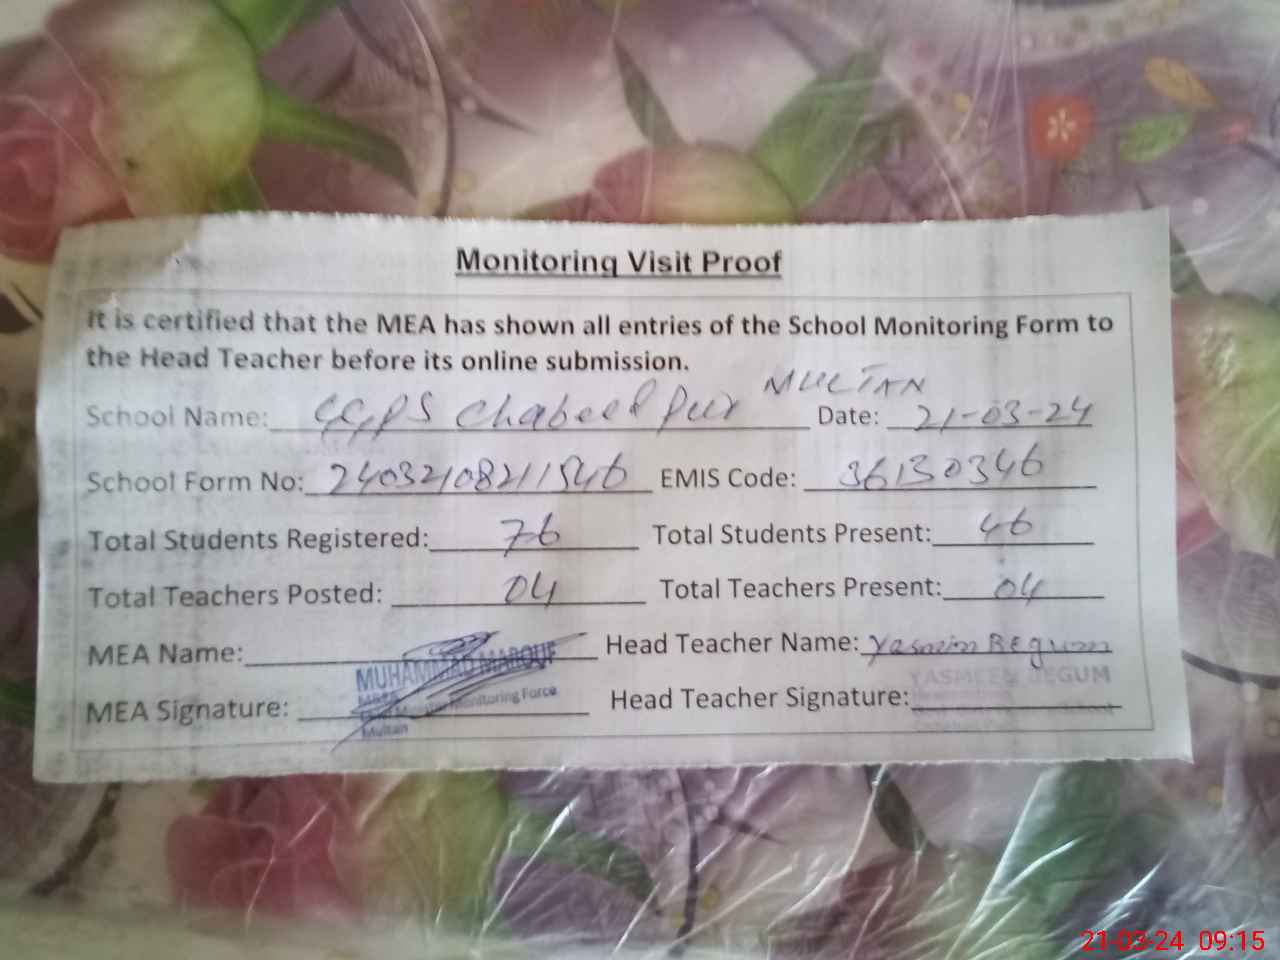 Monitoring Visit Proof
It is certified that the MEA has shown all entries of the School Monitoring Form to
the Head Teacher before its online submission.
School Name: GGPS Chabeel Pur MULTAN Date: 21-03-24
School Form No: 24032108211546 EMIS Code: 36130346
Total Students Registered: 76 Total Students Present: 46
Total Teachers Posted: 04 Total Teachers Present: 04
MEA Name: Head Teacher Name: Yasmin Begum
MUHAMMAD MAROUF YASMEEN BEGUM
MEA Signature: Monitoring Force Head Teacher Signature:
Multan
21-03-24 09:15